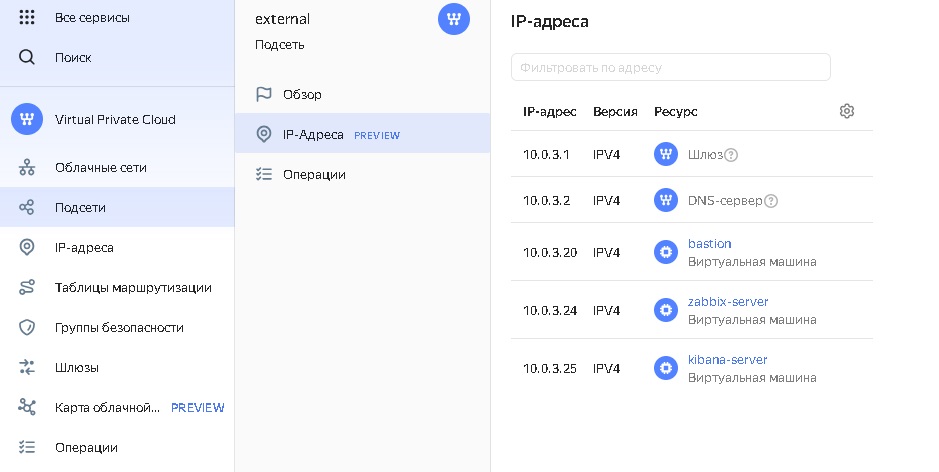 Все сервисы
Поиск
Virtual Private Cloud
Облачные сети
Подсети
IP-адреса
Таблицы маршрутизации
Группы безопасности
Шлюзы
Карта облачной... PREVIEW
Операции
external
Подсеть
Обзор
IP-Адреса PREVIEW
Операции
IP-адреса
Фильтровать по адресу
IP-адрес Версия Ресурс
10.0.3.1 IPV4 Шлюз
10.0.3.2 IPV4 DNS-сервер
10.0.3.20 IPV4 bastion
Виртуальная машина
10.0.3.24 IPV4 zabbix-server
Виртуальная машина
10.0.3.25 IPV4 kibana-server
Виртуальная машина